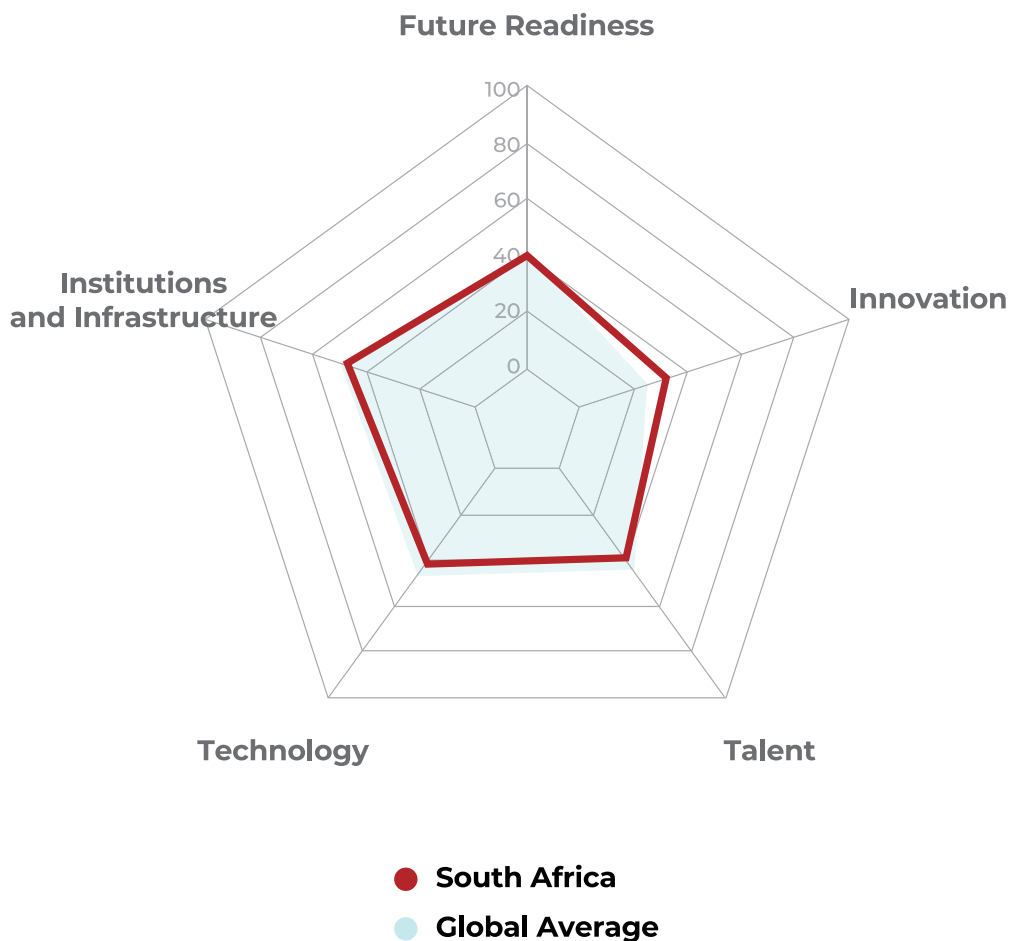 Future Readiness
100
80
60
40
20
0
Institutions
and Infrastructure
Innovation
Technology
Talent
South Africa
Global Average